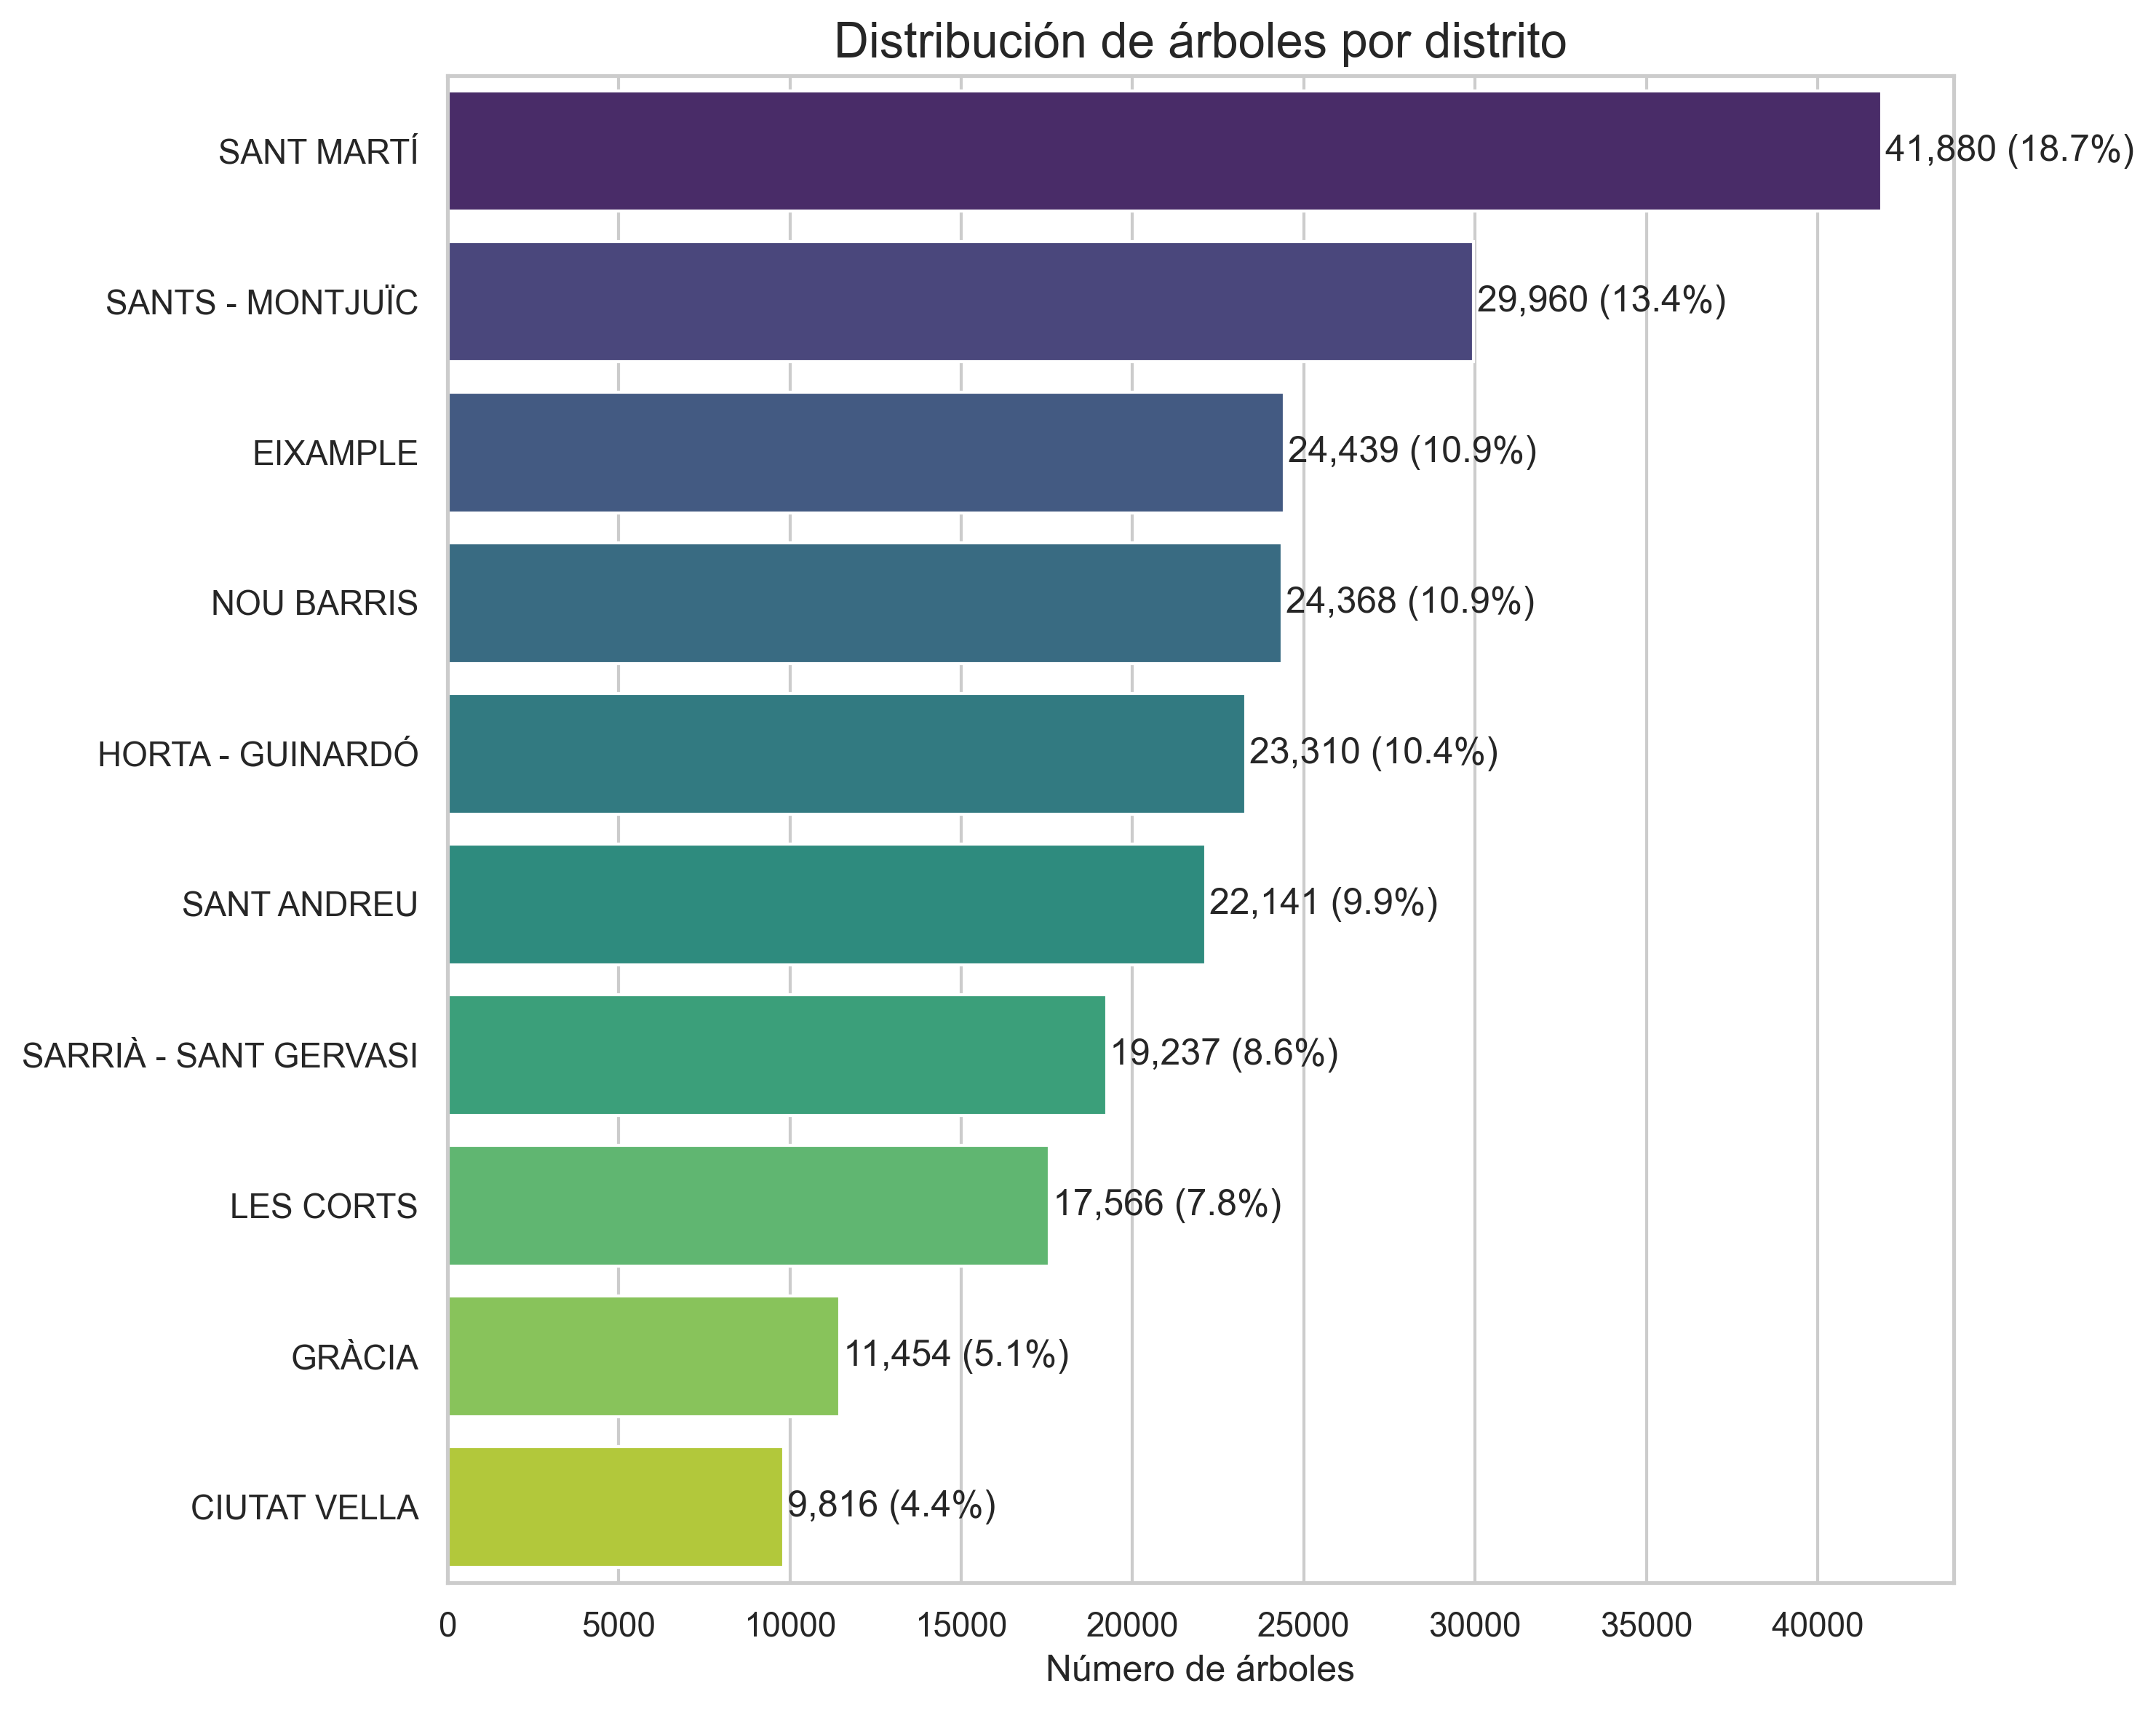 Distribución de árboles por distrito
SANT MARTÍ 41,880 (18.7%)
SANTS - MONTJUÏC 29,960 (13.4%)
EIXAMPLE 24,439 (10.9%)
NOU BARRIS 24,368 (10.9%)
HORTA - GUINARDÓ 23,310 (10.4%)
SANT ANDREU 22,141 (9.9%)
SARRIÀ - SANT GERVASI 19,237 (8.6%)
LES CORTS 17,566 (7.8%)
GRÀCIA 11,454 (5.1%)
CIUTAT VELLA 9,816 (4.4%)
0 5000 10000 15000 20000 25000 30000 35000 40000
Número de árboles